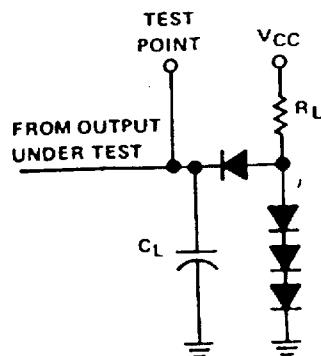 TEST
POINT
VCC
RL
FROM OUTPUT
UNDER TEST
CL